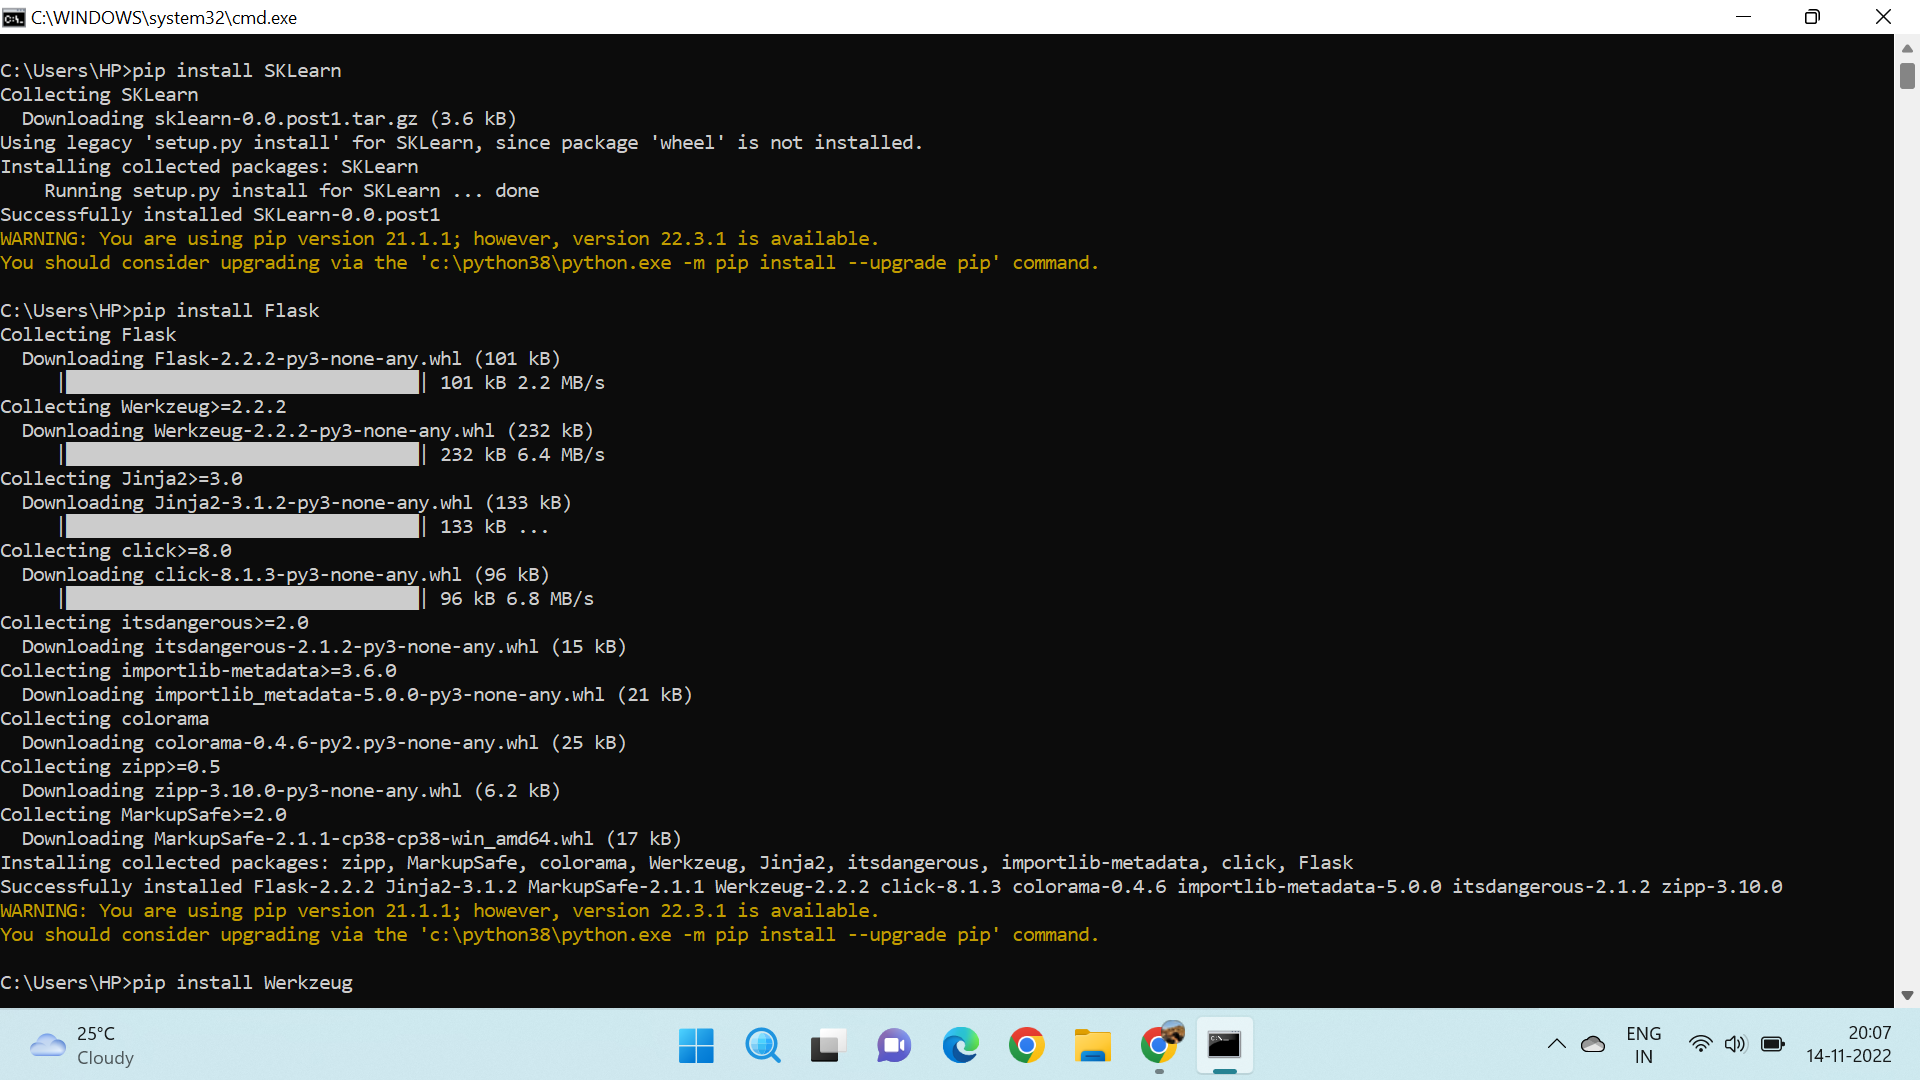 C:\WINDOWS\system32\cmd.exe
C:\Users\HP>pip install SKLearn
Collecting SKLearn
  Downloading sklearn-0.0.post1.tar.gz (3.6 kB)
Using legacy 'setup.py install' for SKLearn, since package 'wheel' is not installed.
Installing collected packages: SKLearn
    Running setup.py install for SKLearn ... done
Successfully installed SKLearn-0.0.post1
WARNING: You are using pip version 21.1.1; however, version 22.3.1 is available.
You should consider upgrading via the 'c:\python38\python.exe -m pip install --upgrade pip' command.
C:\Users\HP>pip install Flask
Collecting Flask
  Downloading Flask-2.2.2-py3-none-any.whl (101 kB)
     | | 101 kB 2.2 MB/s
Collecting Werkzeug>=2.2.2
  Downloading Werkzeug-2.2.2-py3-none-any.whl (232 kB)
     | | 232 kB 6.4 MB/s
Collecting Jinja2>=3.0
  Downloading Jinja2-3.1.2-py3-none-any.whl (133 kB)
     | | 133 kB ...
Collecting click>=8.0
  Downloading click-8.1.3-py3-none-any.whl (96 kB)
     | | 96 kB 6.8 MB/s
Collecting itsdangerous>=2.0
  Downloading itsdangerous-2.1.2-py3-none-any.whl (15 kB)
Collecting importlib-metadata>=3.6.0
  Downloading importlib_metadata-5.0.0-py3-none-any.whl (21 kB)
Collecting colorama
  Downloading colorama-0.4.6-py2.py3-none-any.whl (25 kB)
Collecting zipp>=0.5
  Downloading zipp-3.10.0-py3-none-any.whl (6.2 kB)
Collecting MarkupSafe>=2.0
  Downloading MarkupSafe-2.1.1-cp38-cp38-win_amd64.whl (17 kB)
Installing collected packages: zipp, MarkupSafe, colorama, Werkzeug, Jinja2, itsdangerous, importlib-metadata, click, Flask
Successfully installed Flask-2.2.2 Jinja2-3.1.2 MarkupSafe-2.1.1 Werkzeug-2.2.2 click-8.1.3 colorama-0.4.6 importlib-metadata-5.0.0 itsdangerous-2.1.2 zipp-3.10.0
WARNING: You are using pip version 21.1.1; however, version 22.3.1 is available.
You should consider upgrading via the 'c:\python38\python.exe -m pip install --upgrade pip' command.
C:\Users\HP>pip install Werkzeug
25°C
Cloudy
ENG
IN
20:07
14-11-2022